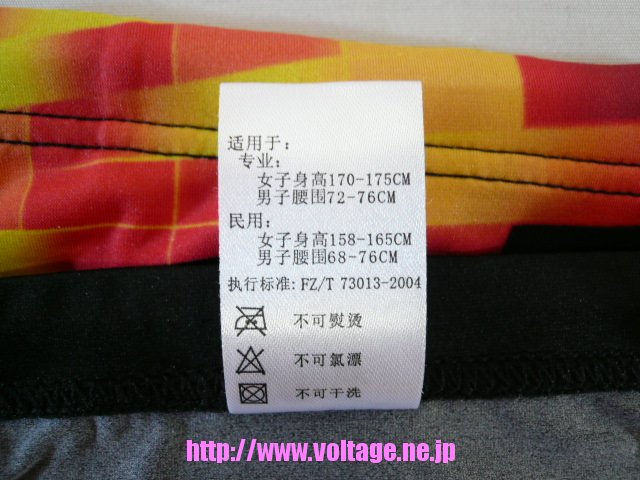 适用于:
专业:
女子身高170-175CM
男子腰围72-76CM
民用:
女子身高158-165CM
男子腰围68-76CM
执行标准: FZ/T 73013-2004
不可熨烫
不可氯漂
不可干洗
http://www.voltage.ne.jp